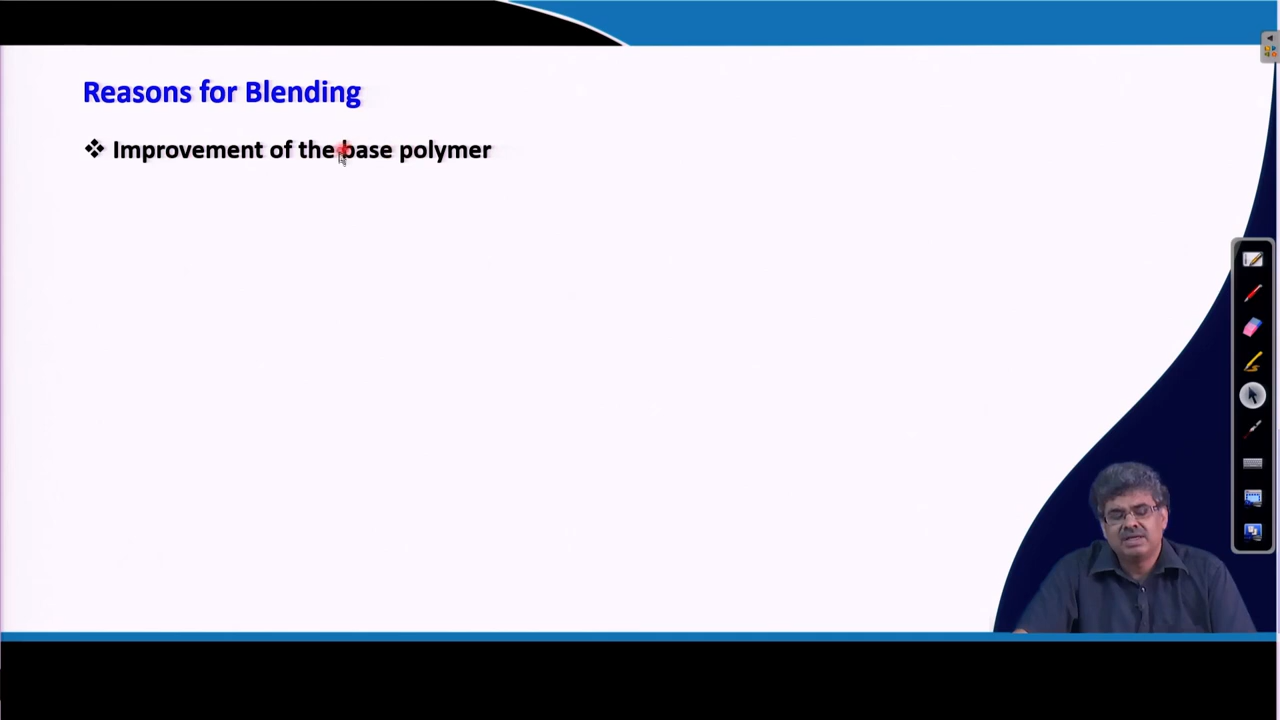 Reasons for Blending
❖ Improvement of the base polymer